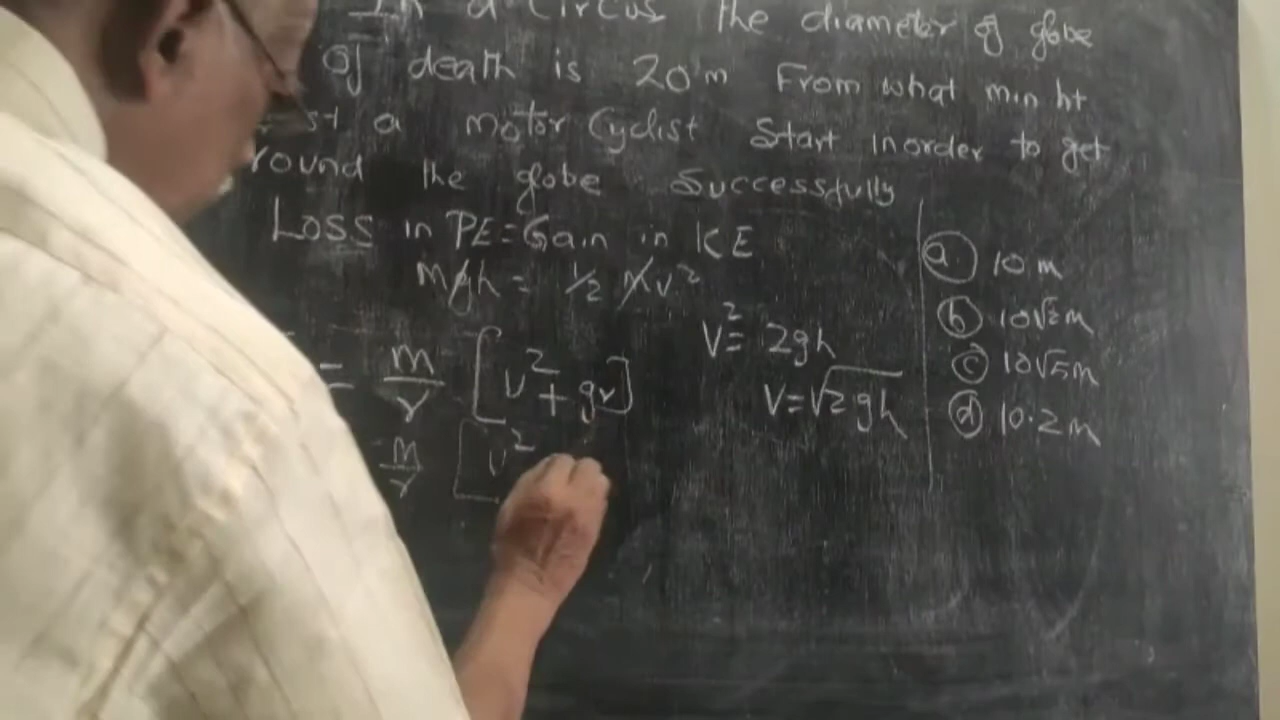 In a Circus the diameter of globe
of death is 20 m From what min ht
st a motor Cyclist Start inorder to get
round the globe Successfully
Loss in PE = Gain in KE
mgh = 1/2 mv²
= m/r [v² + gr]
m/r [v²
V² = 2gh
V = √2gh
a. 10 m
b 10√2 m
c 10√5 m
d 10.2 m